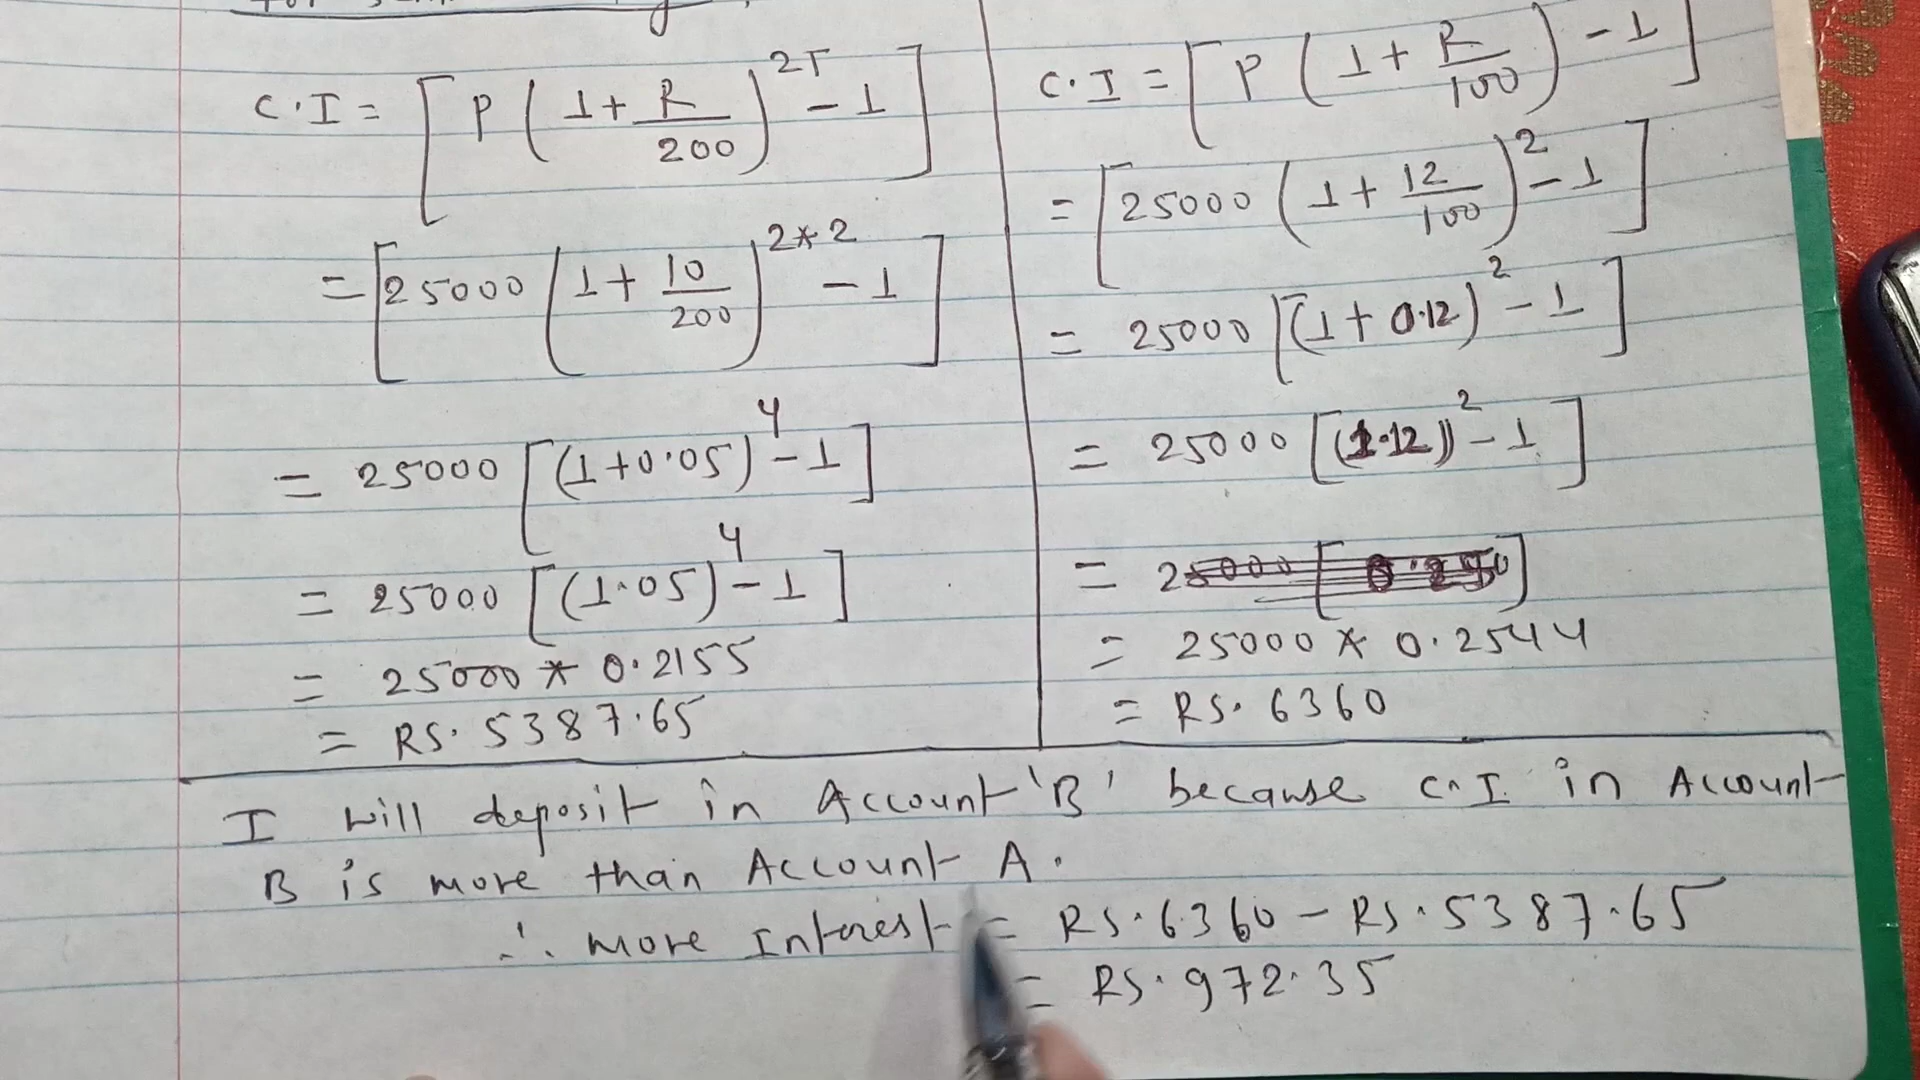 C.I = [P(1+R/200)^2T - 1]
= [25000(1+10/200)^2*2 - 1]
= 25000[(1+0.05)^4 - 1]
= 25000[(1.05)^4 - 1]
= 25000 * 0.2155
= RS. 5387.65
C.I = [P(1+R/100) - 1]
= [25000(1+12/100)^2 - 1]
= 25000[(1+0.12)^2 - 1]
= 25000[(1.12))^2 - 1]
= 25000 * 0.2544
= RS. 6360
I will deposit in Account 'B' because C.I. in Account
B is more than Account A.
∴ more Interest = RS.6360 - RS.5387.65
= RS.972.35